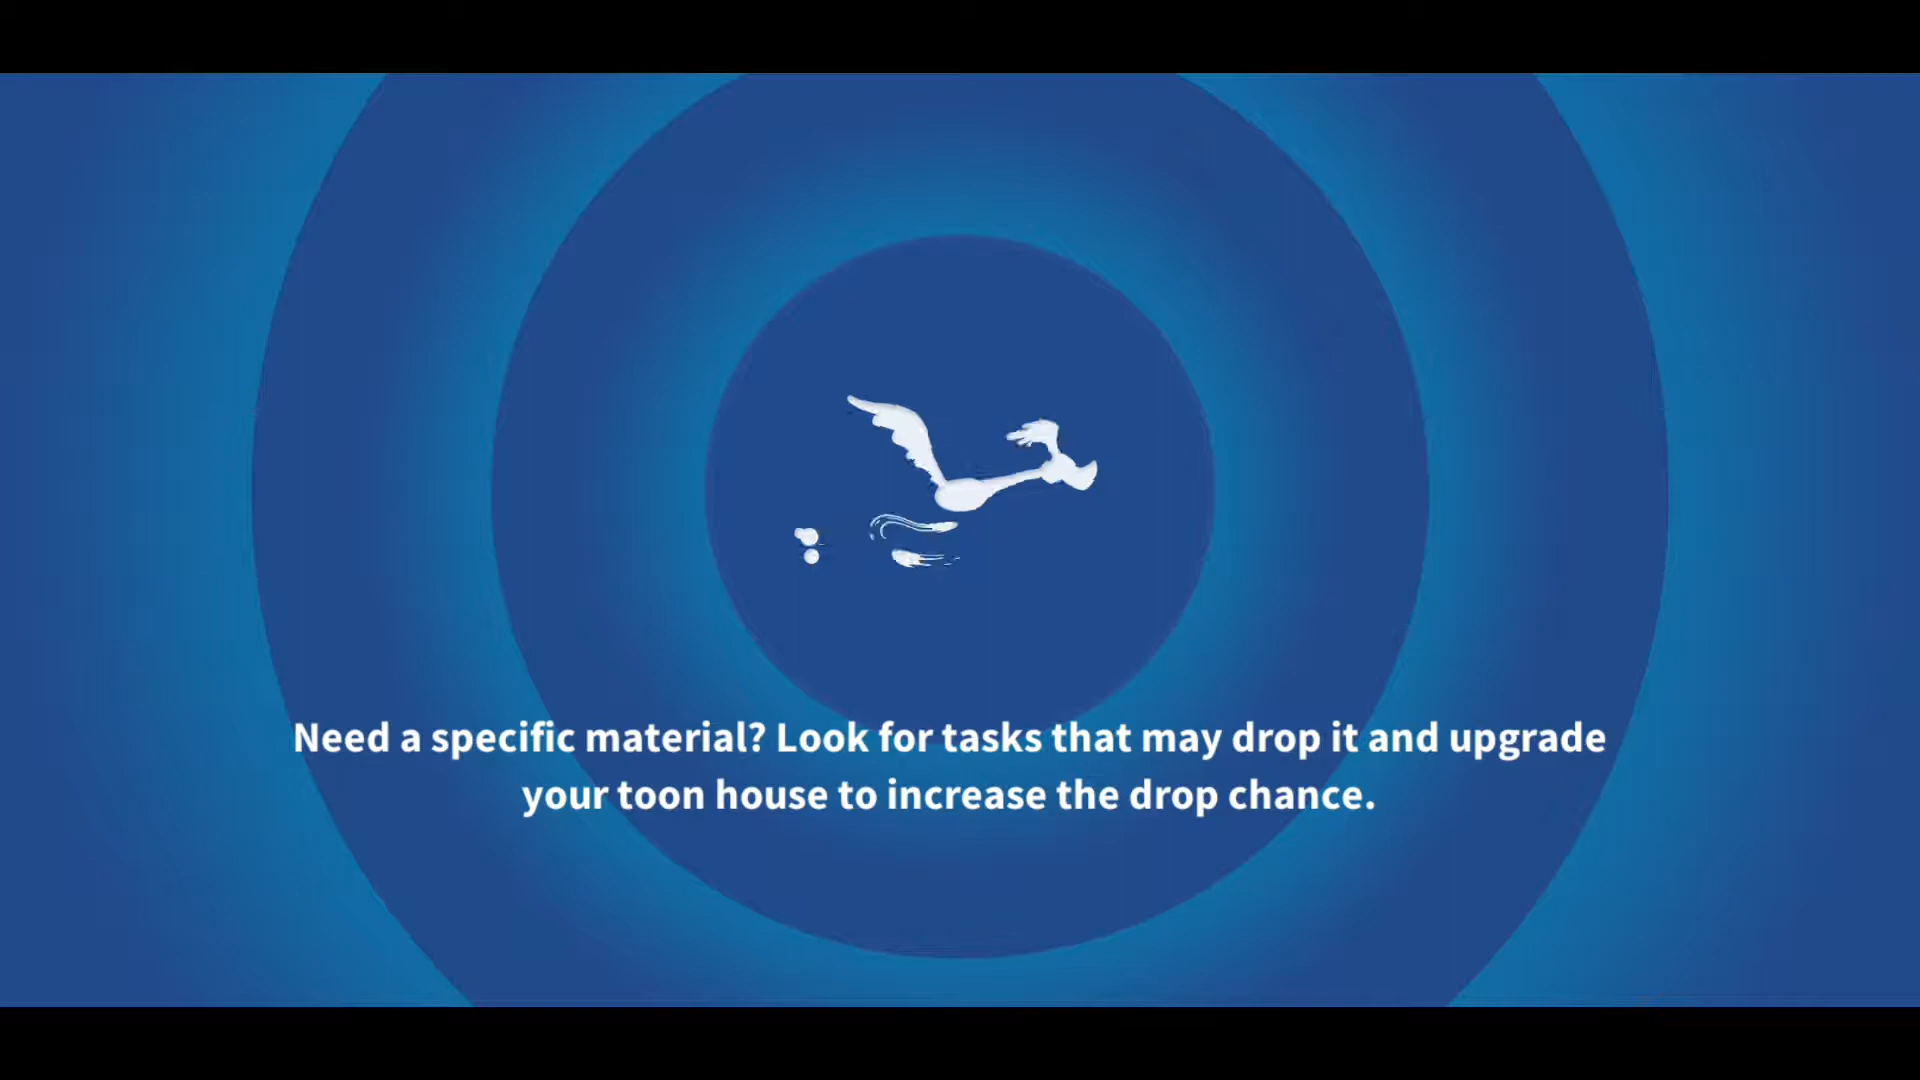 Need a specific material? Look for tasks that may drop it and upgrade
your toon house to increase the drop chance.